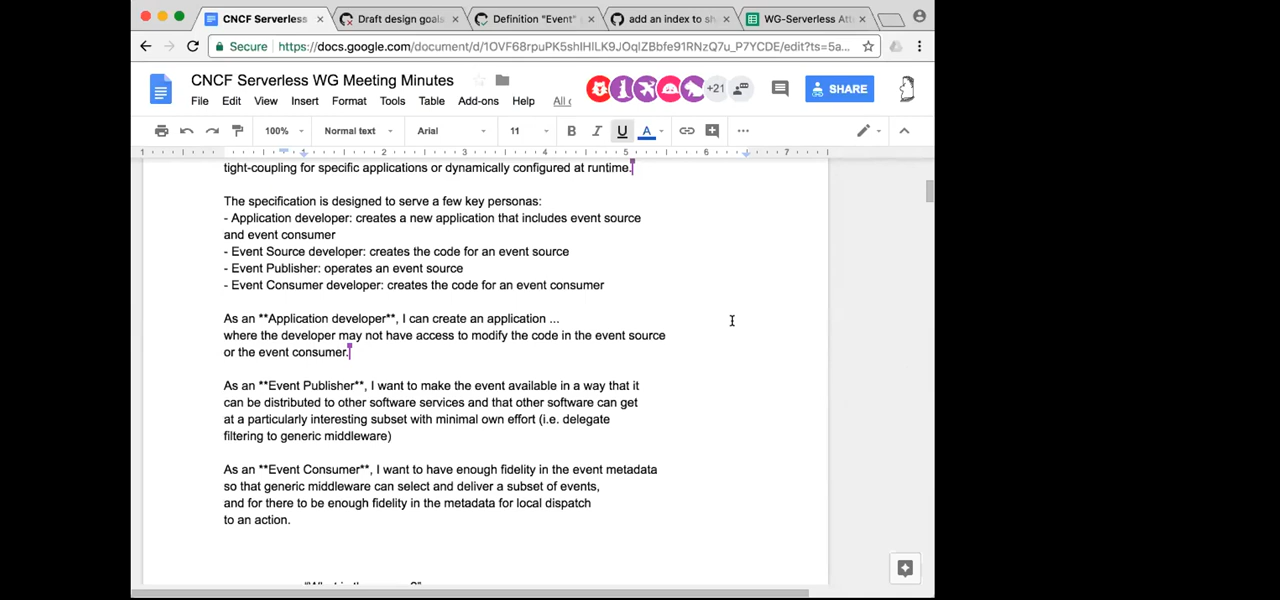 CNCF Serverless
Draft design goals
Definition "Event"
add an index to sh
WG-Serverless Att
Secure
https://docs.google.com/document/d/1OVF68rpuPK5shIHILK9JOqlZBbfe91RNzQ7u_P7YCDE/edit?ts=5a...
CNCF Serverless WG Meeting Minutes
+21
SHARE
File Edit View Insert Format Tools Table Add-ons Help All c
100% Normal text Arial 11 B I U A
1 1 2 3 4 5 6 7
tight-coupling for specific applications or dynamically configured at runtime.
The specification is designed to serve a few key personas:
- Application developer: creates a new application that includes event source
and event consumer
- Event Source developer: creates the code for an event source
- Event Publisher: operates an event source
- Event Consumer developer: creates the code for an event consumer
As an **Application developer**, I can create an application ...
where the developer may not have access to modify the code in the event source
or the event consumer.
As an **Event Publisher**, I want to make the event available in a way that it
can be distributed to other software services and that other software can get
at a particularly interesting subset with minimal own effort (i.e. delegate
filtering to generic middleware)
As an **Event Consumer**, I want to have enough fidelity in the event metadata
so that generic middleware can select and deliver a subset of events,
and for there to be enough fidelity in the metadata for local dispatch
to an action.